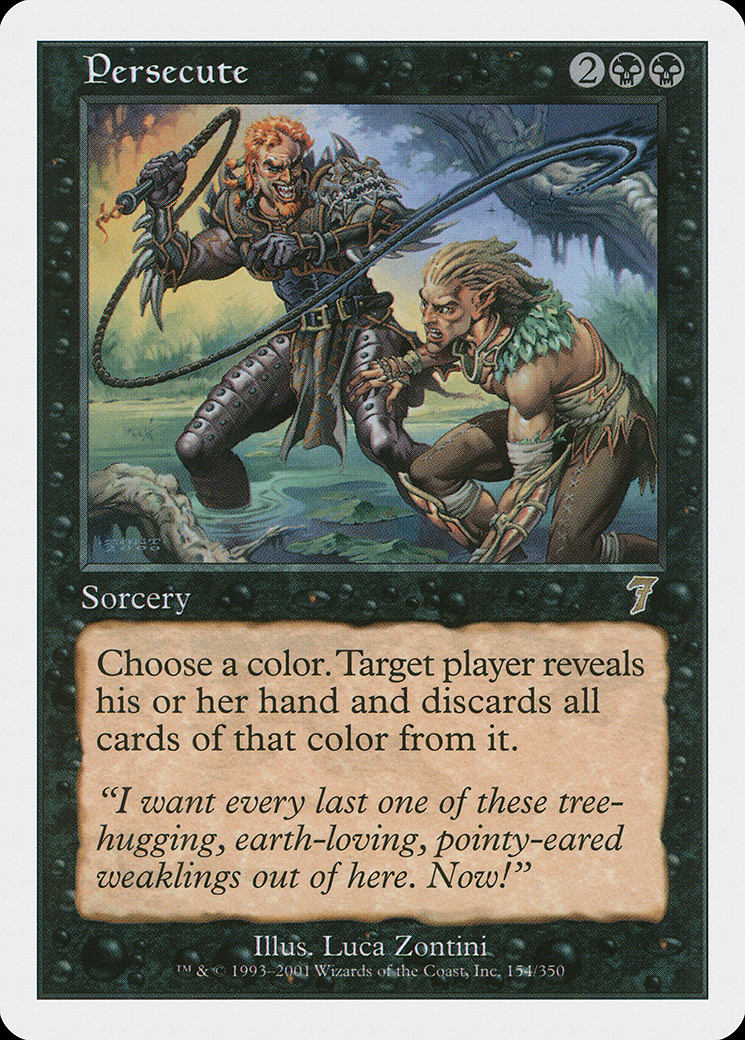 Persecute 2
Sorcery 7
Choose a color. Target player reveals
his or her hand and discards all
cards of that color from it.
“I want every last one of these tree-
hugging, earth-loving, pointy-eared
weaklings out of here. Now!”
Illus. Luca Zontini
™ & © 1993–2001 Wizards of the Coast, Inc. 154/350